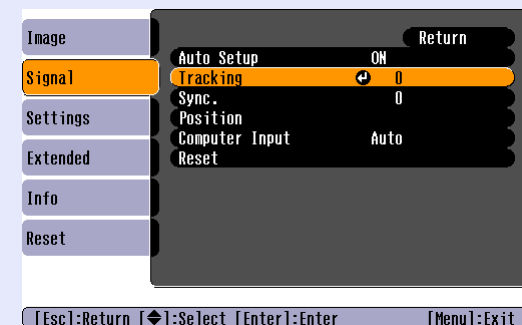 Image
Signal
Settings
Extended
Info
Reset
Return
Auto Setup ON
Tracking 0
Sync. 0
Position
Computer Input Auto
Reset
[Esc]:Return [◆]:Select [Enter]:Enter [Menu]:Exit